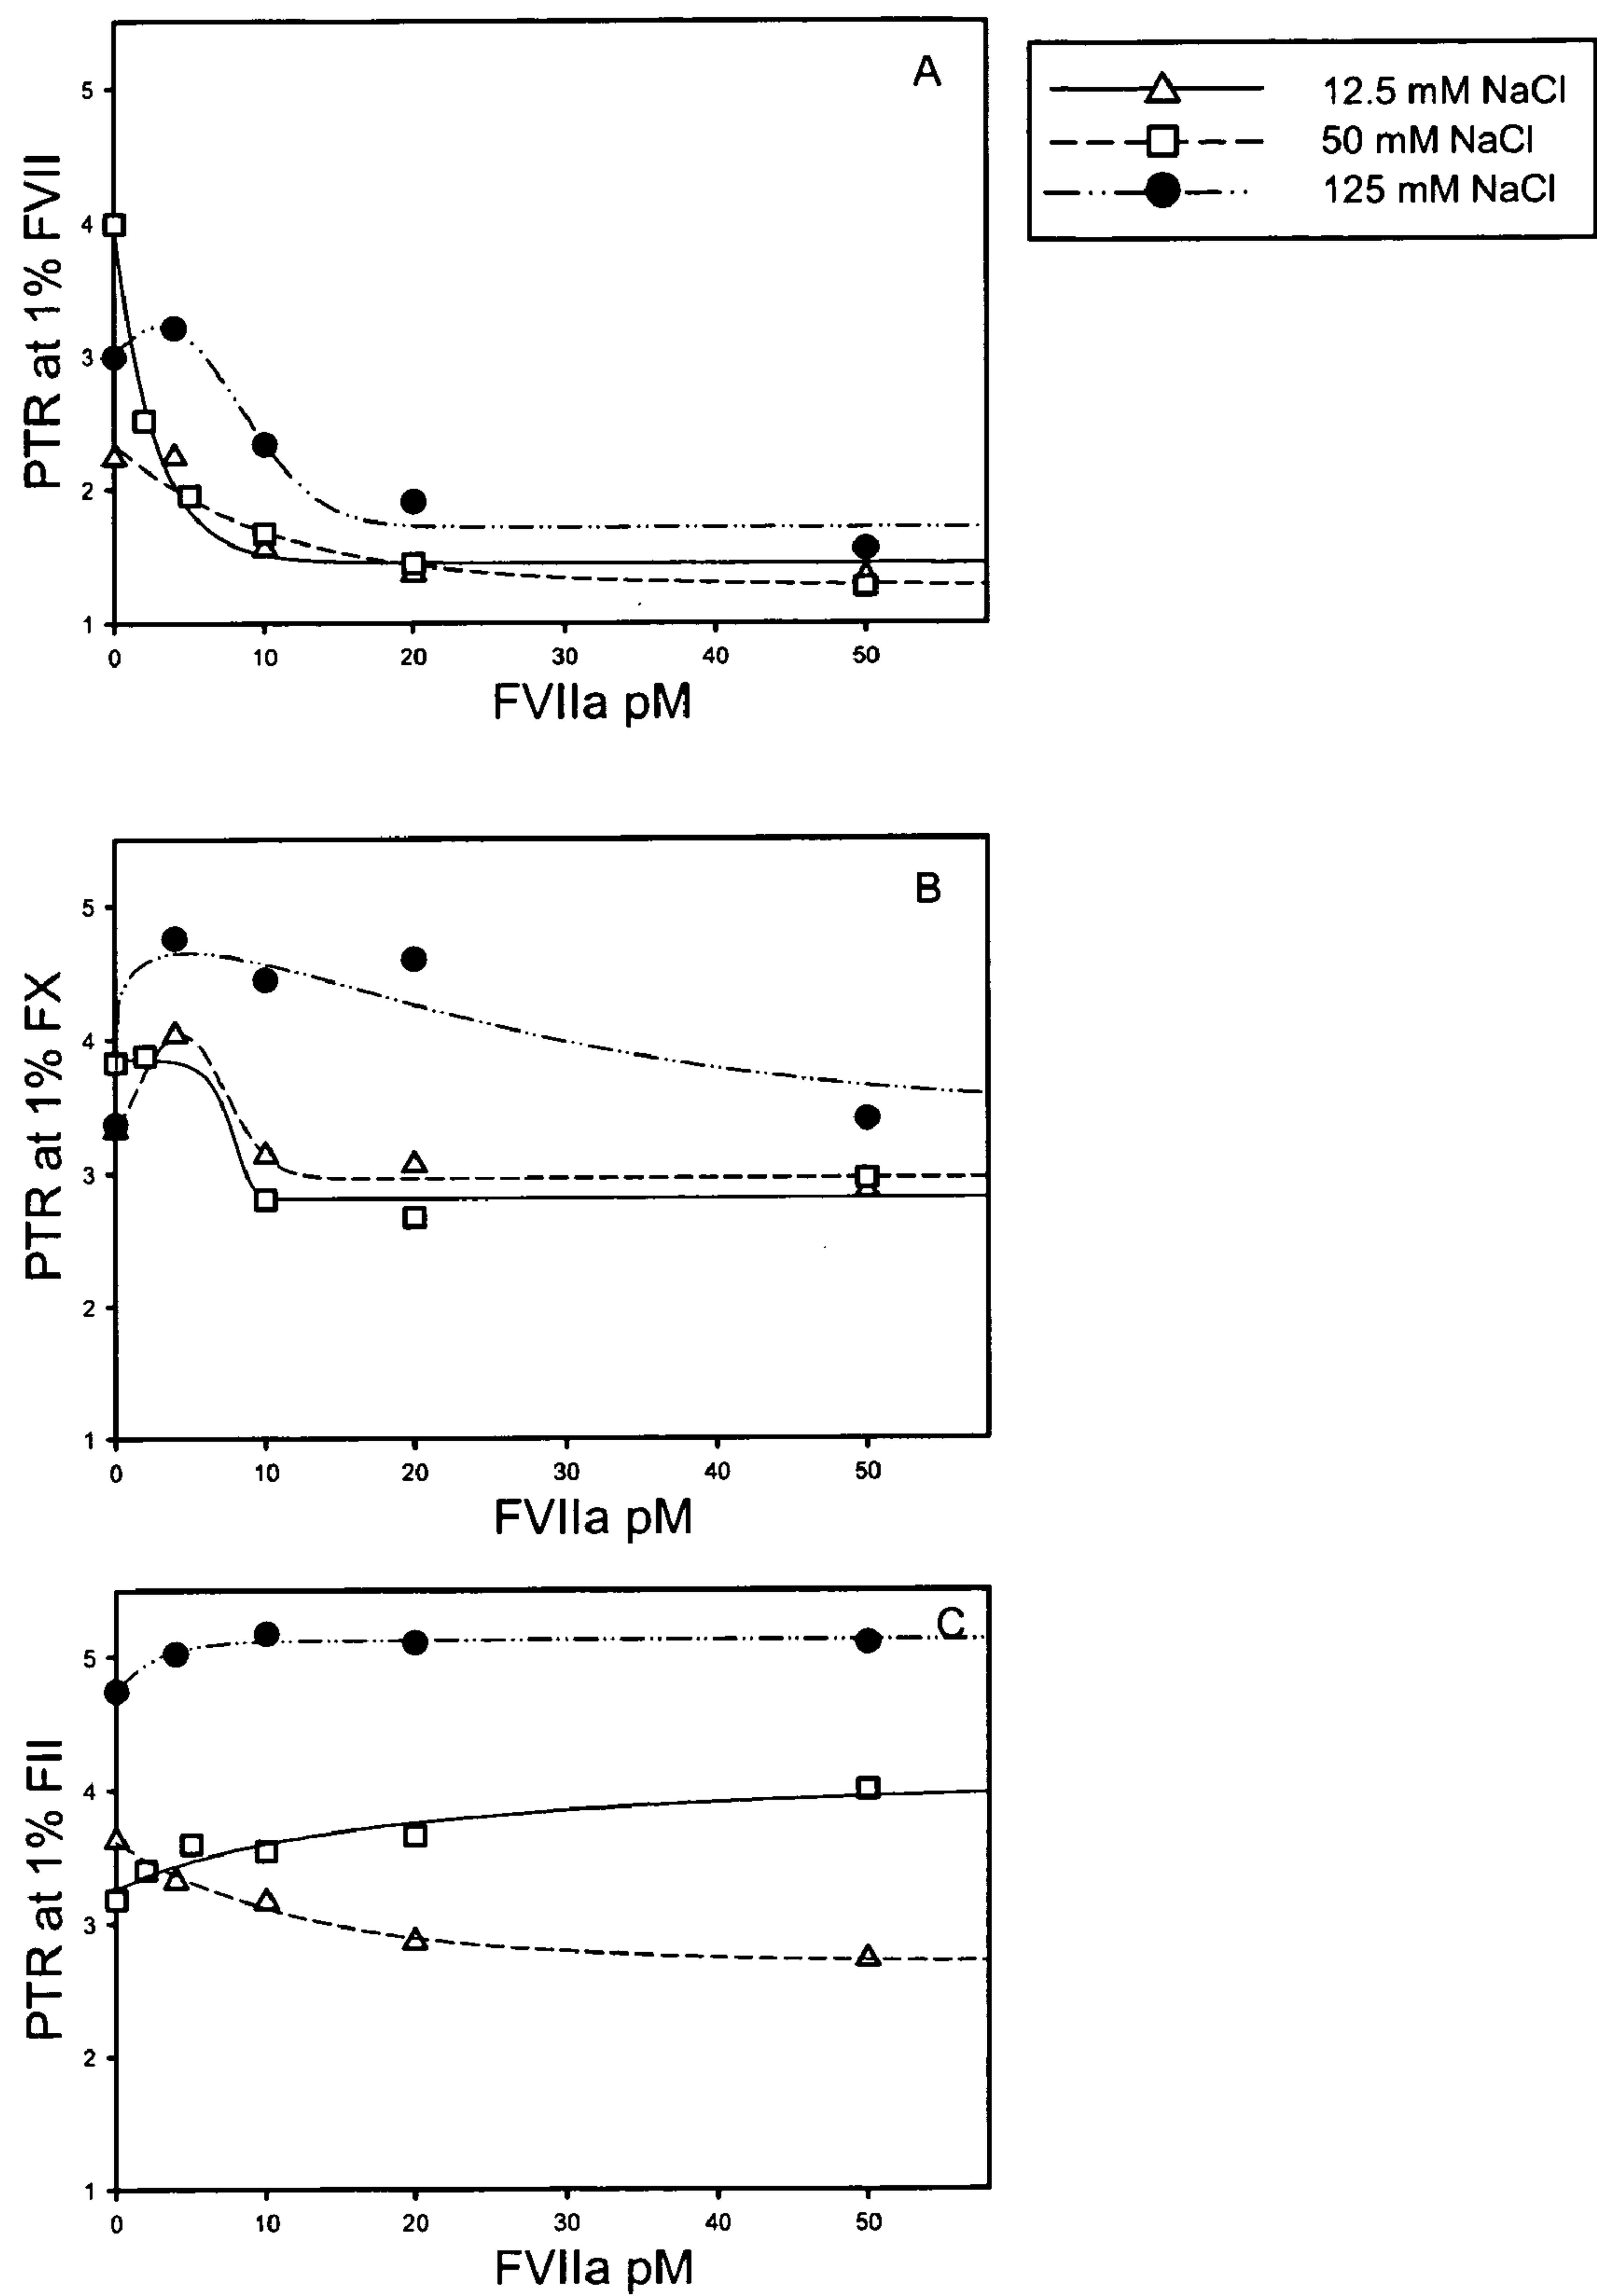 A
12.5 mM NaCl
50 mM NaCl
125 mM NaCl
PTR at 1% FVII
5
4
3
2
1
0 10 20 30 40 50
FVIIa pM
B
PTR at 1% FX
5
4
3
2
1
0 10 20 30 40 50
FVIIa pM
C
PTR at 1% FII
5
4
3
2
1
0 10 20 30 40 50
FVIIa pM